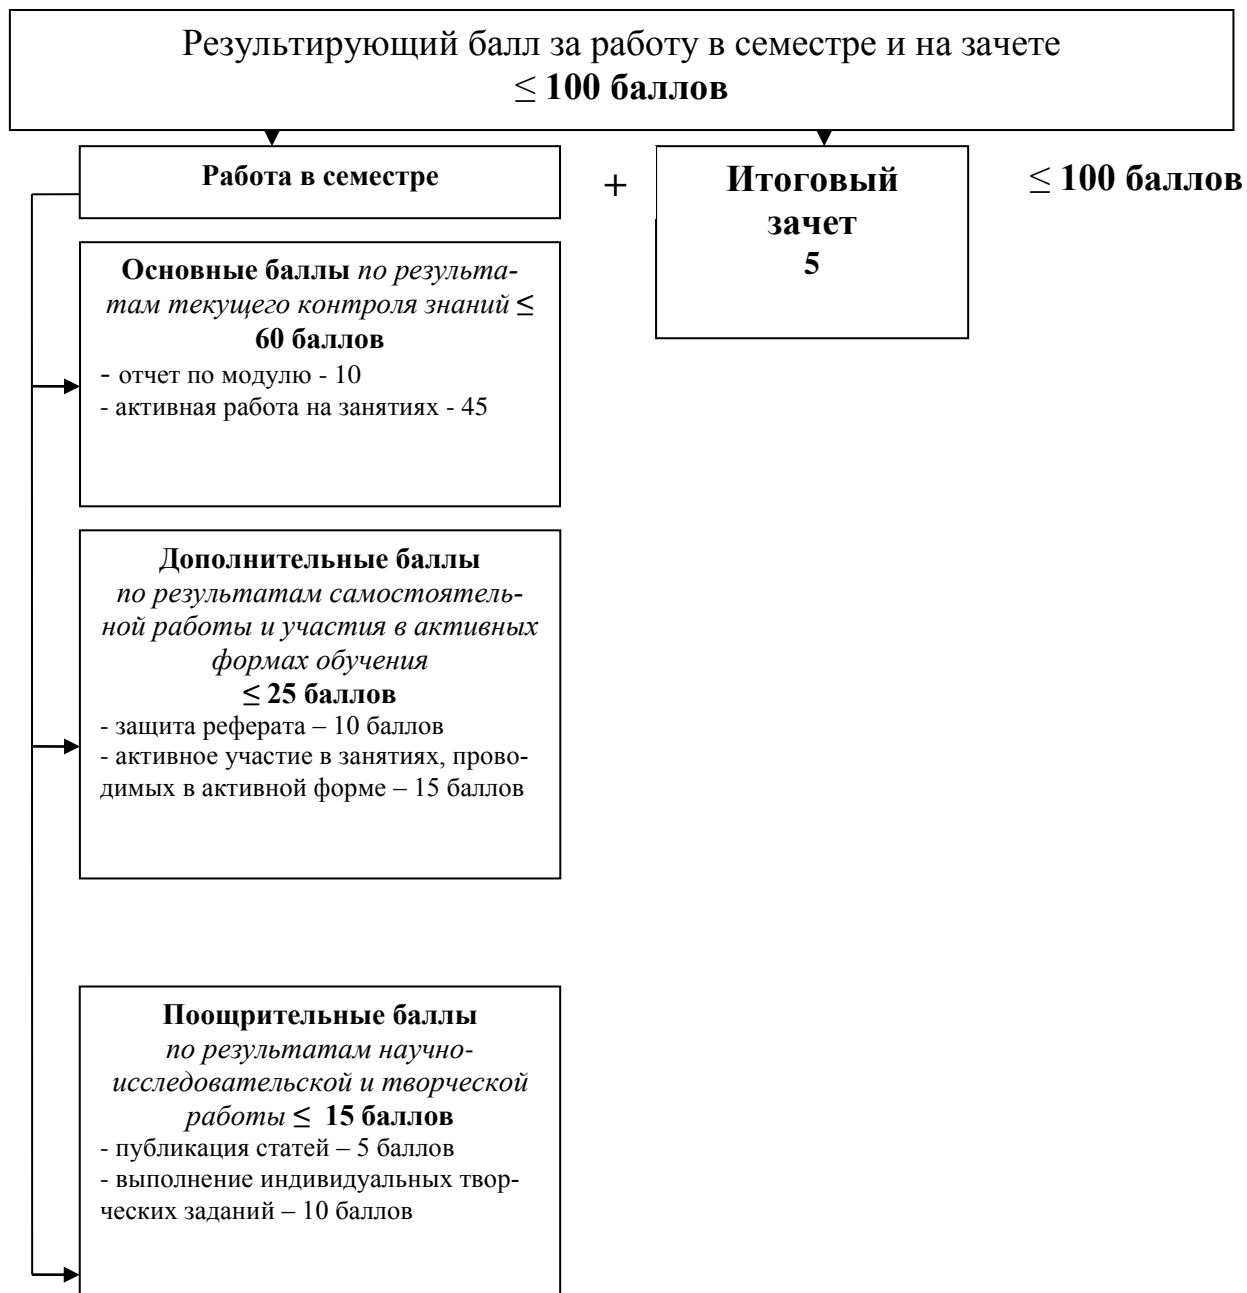 Результирующий балл за работу в семестре и на зачете
≤ 100 баллов
Работа в семестре
+
Итоговый
зачет
5
≤ 100 баллов
Основные баллы по результа-
там текущего контроля знаний ≤
60 баллов
- отчет по модулю - 10
- активная работа на занятиях - 45
Дополнительные баллы
по результатам самостоятель-
ной работы и участия в активных
формах обучения
≤ 25 баллов
- защита реферата – 10 баллов
- активное участие в занятиях, прово-
димых в активной форме – 15 баллов
Поощрительные баллы
по результатам научно-
исследовательской и творческой
работы ≤ 15 баллов
- публикация статей – 5 баллов
- выполнение индивидуальных твор-
ческих заданий – 10 баллов